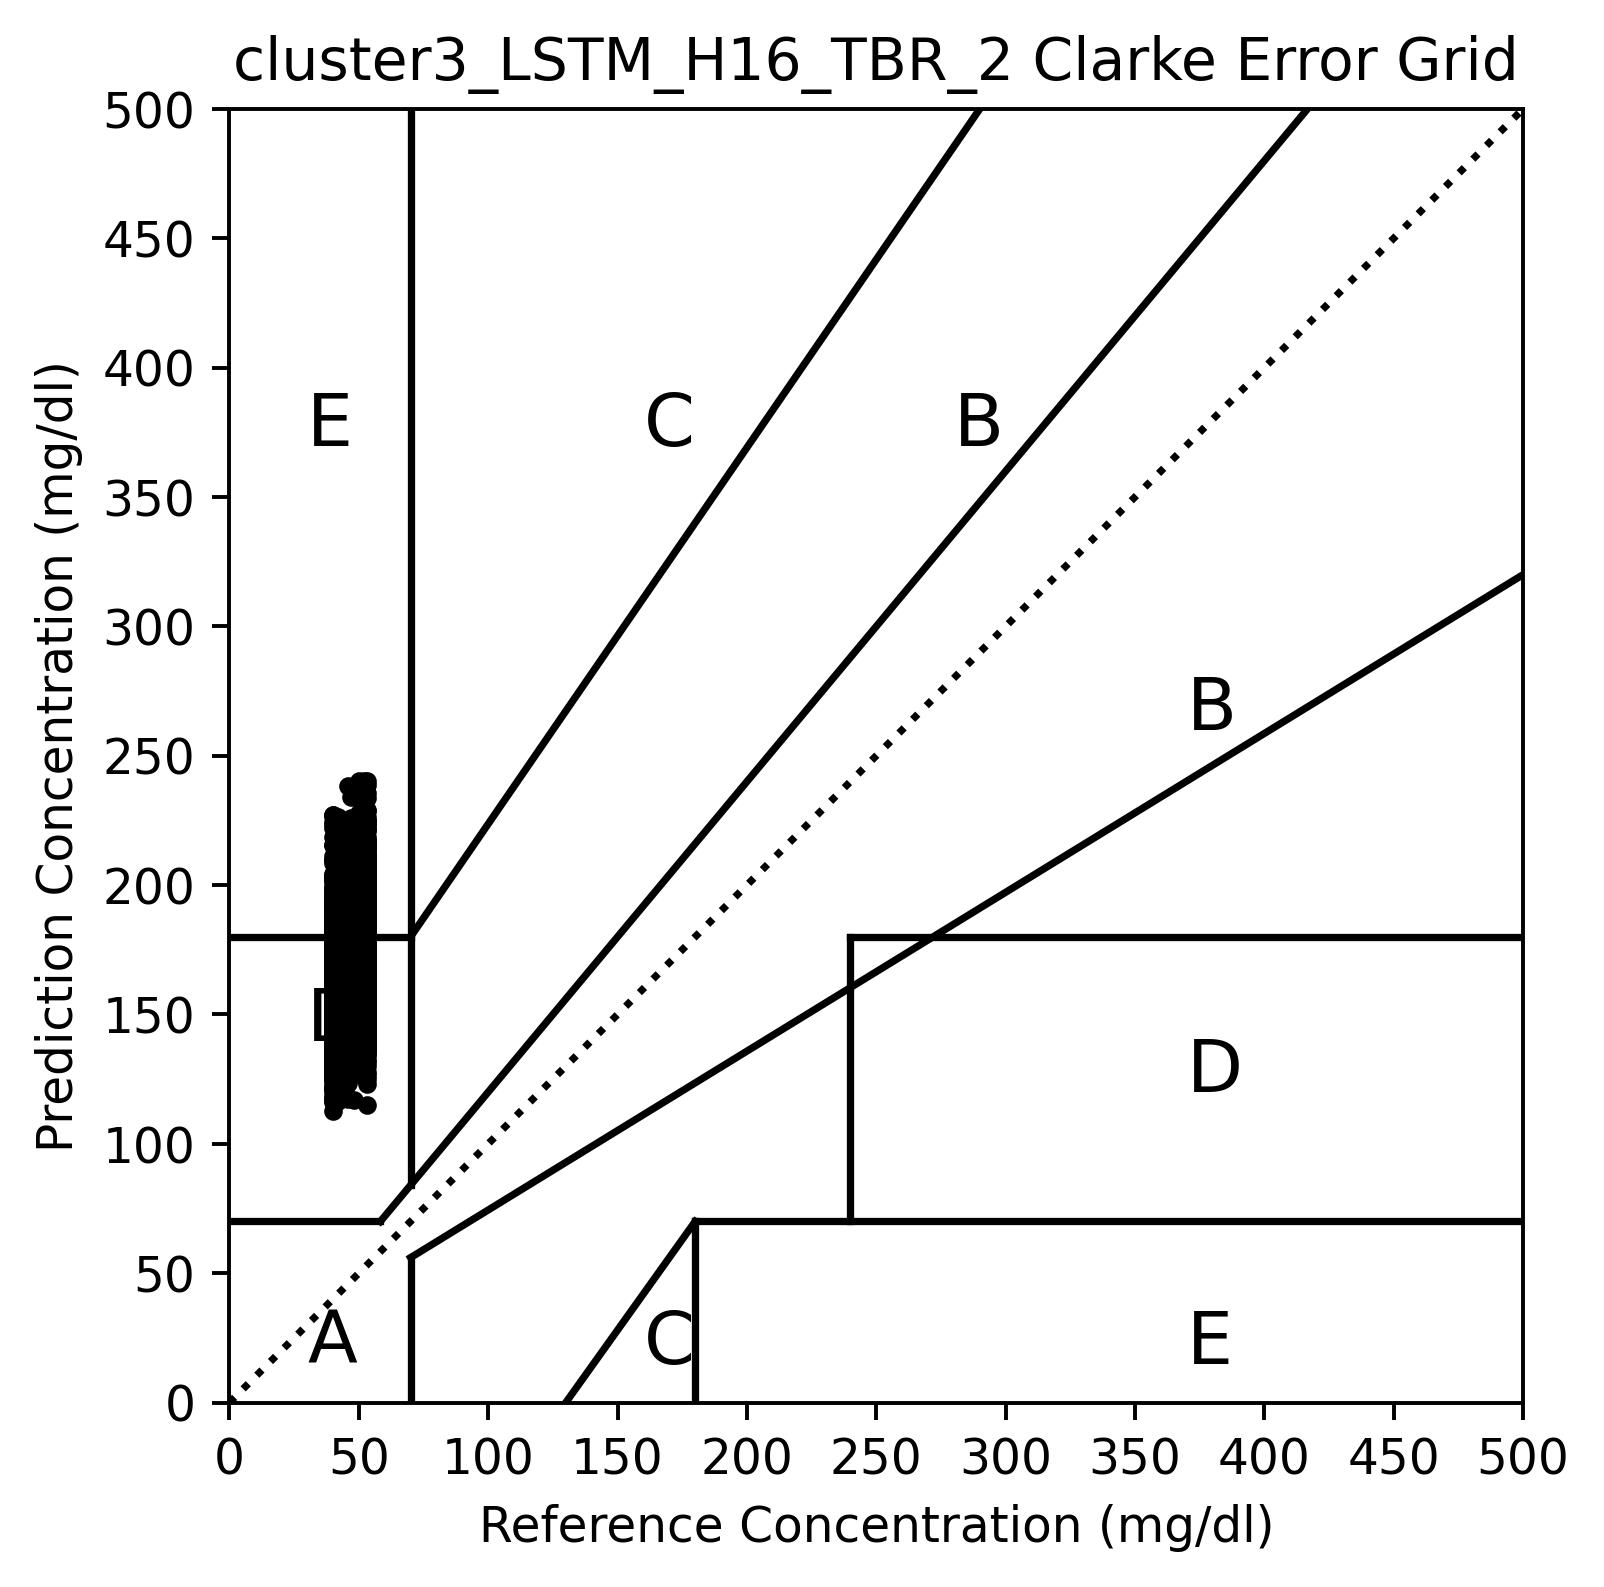 cluster3_LSTM_H16_TBR_2 Clarke Error Grid
500
450
400
350
300
250
200
150
100
50
0
Prediction Concentration (mg/dl)
E
C
B
B
D
A
C
E
0 50 100 150 200 250 300 350 400 450 500
Reference Concentration (mg/dl)